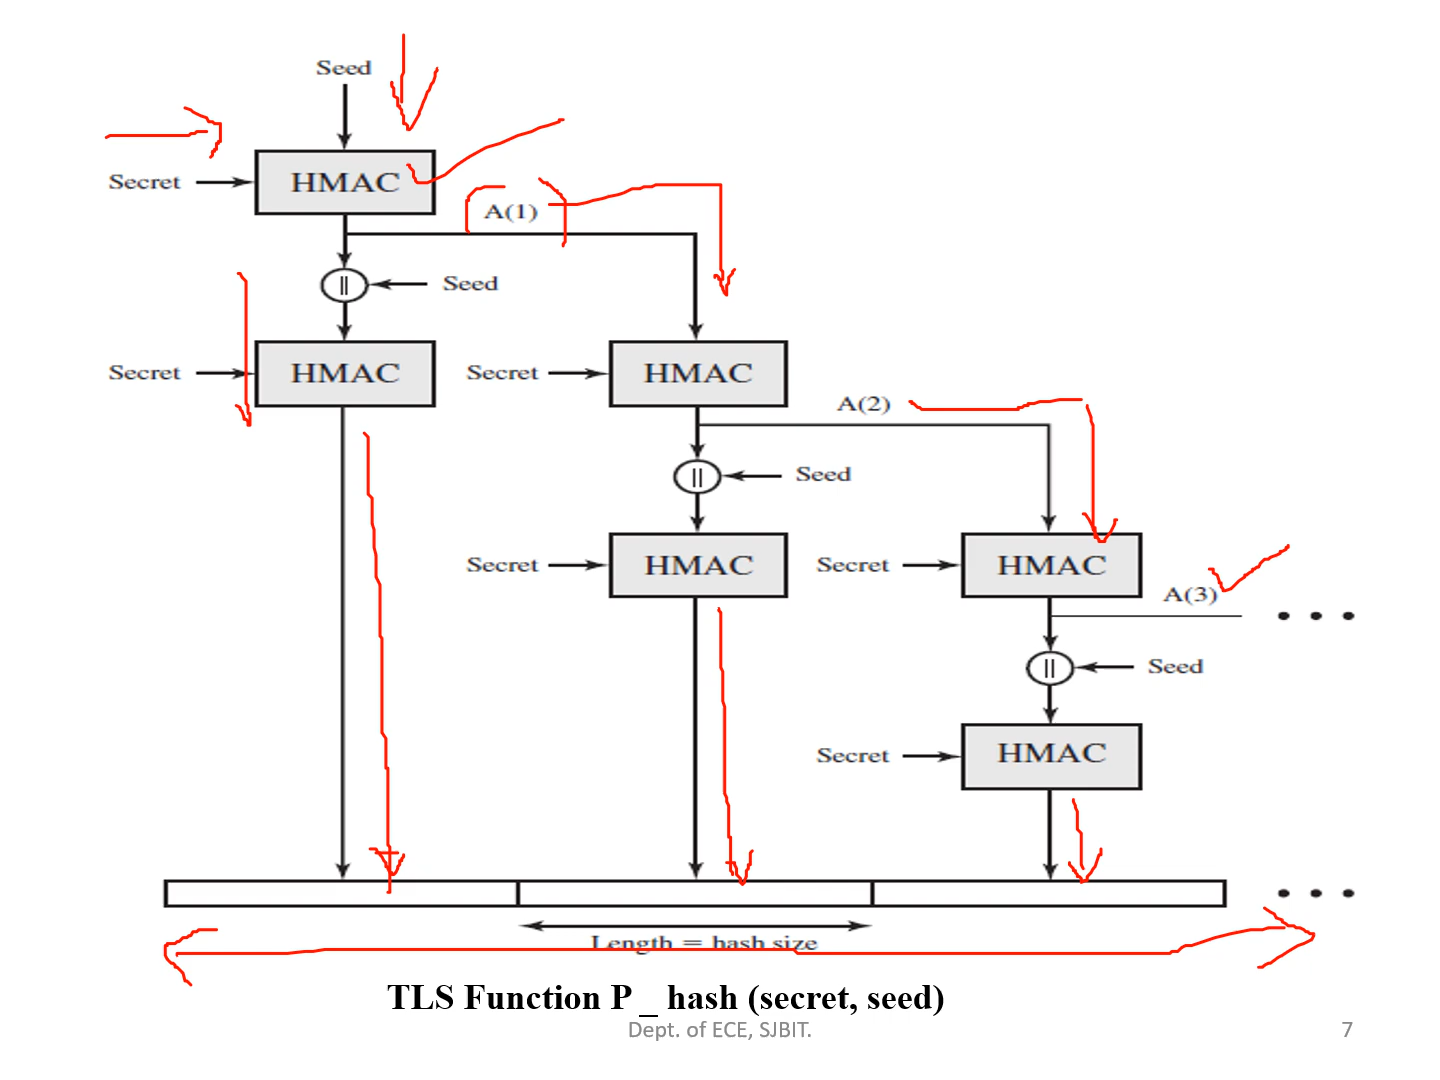 Seed
Secret HMAC
A(1)
|| Seed
Secret HMAC Secret HMAC
A(2)
|| Seed
Secret HMAC Secret HMAC
A(3)
|| Seed
Secret HMAC
Length = hash size
TLS Function P _ hash (secret, seed)
Dept. of ECE, SJBIT. 7